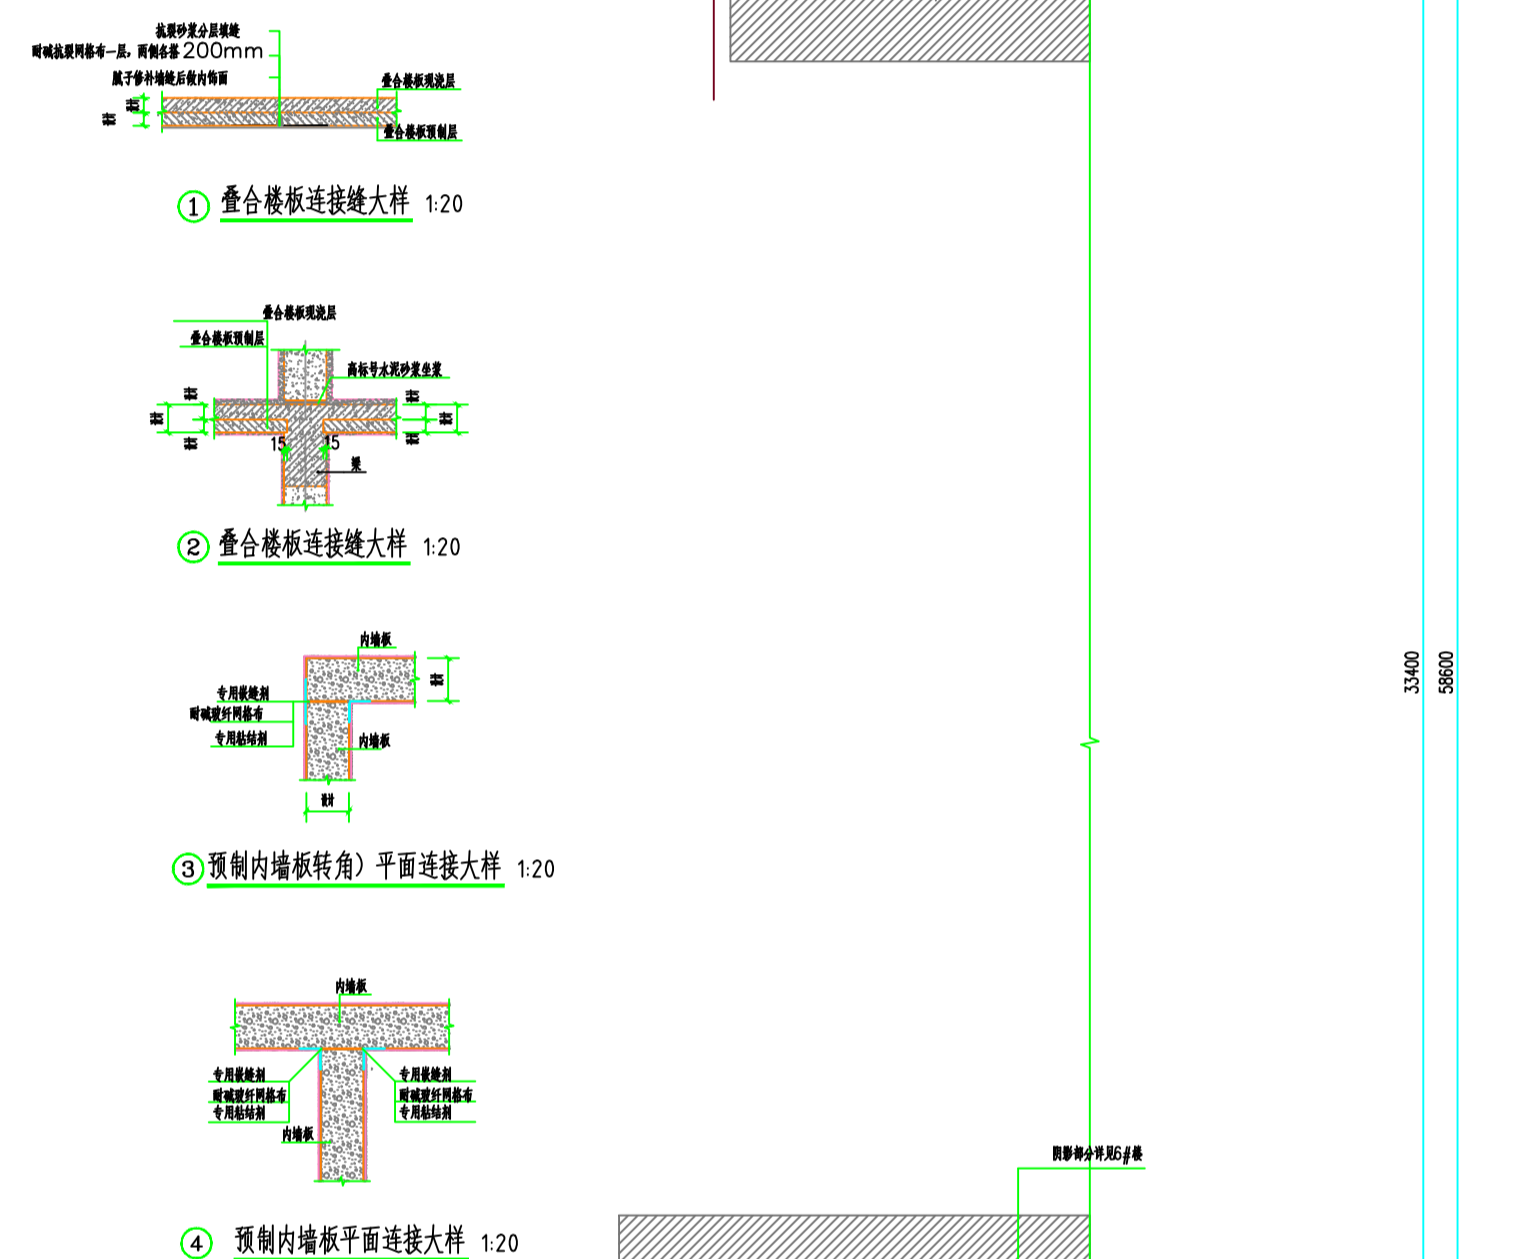 抗裂砂浆分层填缝
耐碱抗裂网格布一层，两侧各搭200mm
腻子修补墙缝后做内饰面
叠合楼板现浇层
叠合楼板预制层
1 叠合楼板连接缝大样 1:20
叠合楼板现浇层
叠合楼板预制层
高标号水泥砂浆坐浆
15
15
梁
2 叠合楼板连接缝大样 1:20
内墙板
专用嵌缝剂
耐碱玻纤网格布
专用粘结剂
内墙板
设计
3 预制内墙板转角）平面连接大样 1:20
内墙板
专用嵌缝剂
耐碱玻纤网格布
专用粘结剂
专用嵌缝剂
耐碱玻纤网格布
专用粘结剂
内墙板
4 预制内墙板平面连接大样 1:20
33400
58600
阴影部分详见6#楼